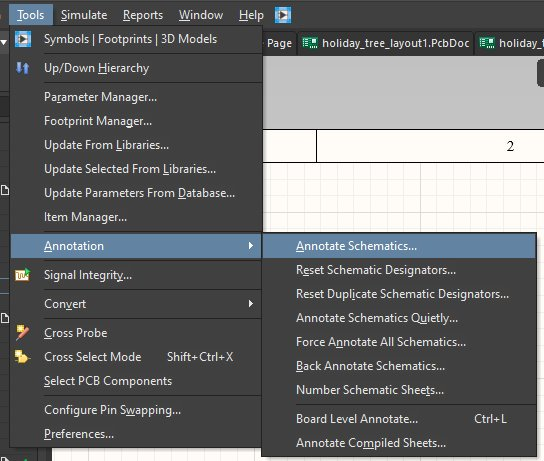 Tools Simulate Reports Window Help
Symbols | Footprints | 3D Models
Page holiday_tree_layout1.PcbDoc holiday_t
Up/Down Hierarchy
Parameter Manager...
Footprint Manager...
Update From Libraries...
2
Update Selected From Libraries...
Update Parameters From Database...
Item Manager...
Annotation
Annotate Schematics...
Signal Integrity...
Reset Schematic Designators...
Reset Duplicate Schematic Designators...
Convert
Annotate Schematics Quietly...
Cross Probe
Force Annotate All Schematics...
Cross Select Mode Shift+Ctrl+X
Back Annotate Schematics...
Select PCB Components
Number Schematic Sheets...
Configure Pin Swapping...
Board Level Annotate... Ctrl+L
Preferences...
Annotate Compiled Sheets...